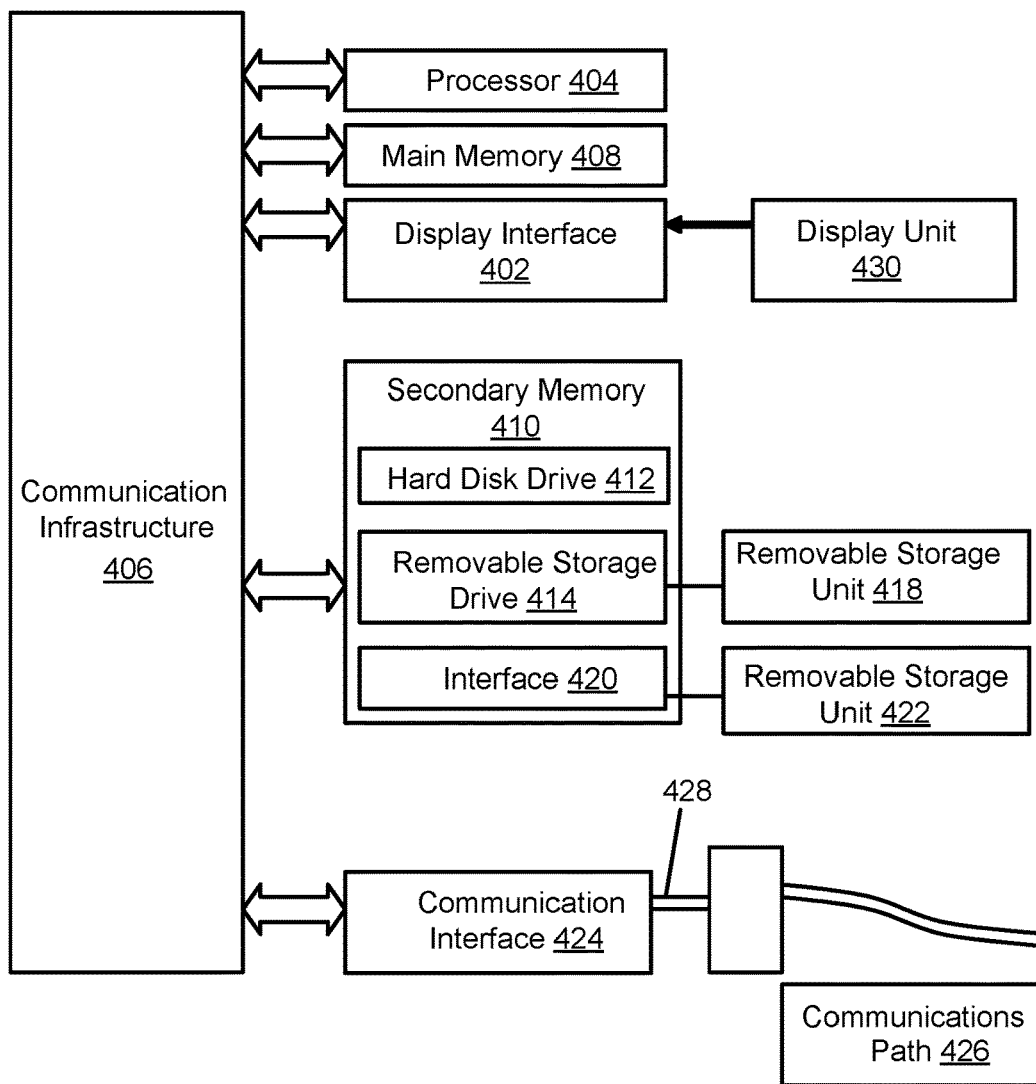 Processor 404
Main Memory 408
Display Interface
402
Display Unit
430
Secondary Memory
410
Hard Disk Drive 412
Communication
Infrastructure
406
Removable Storage
Drive 414
Removable Storage
Unit 418
Interface 420
Removable Storage
Unit 422
428
Communication
Interface 424
Communications
Path 426